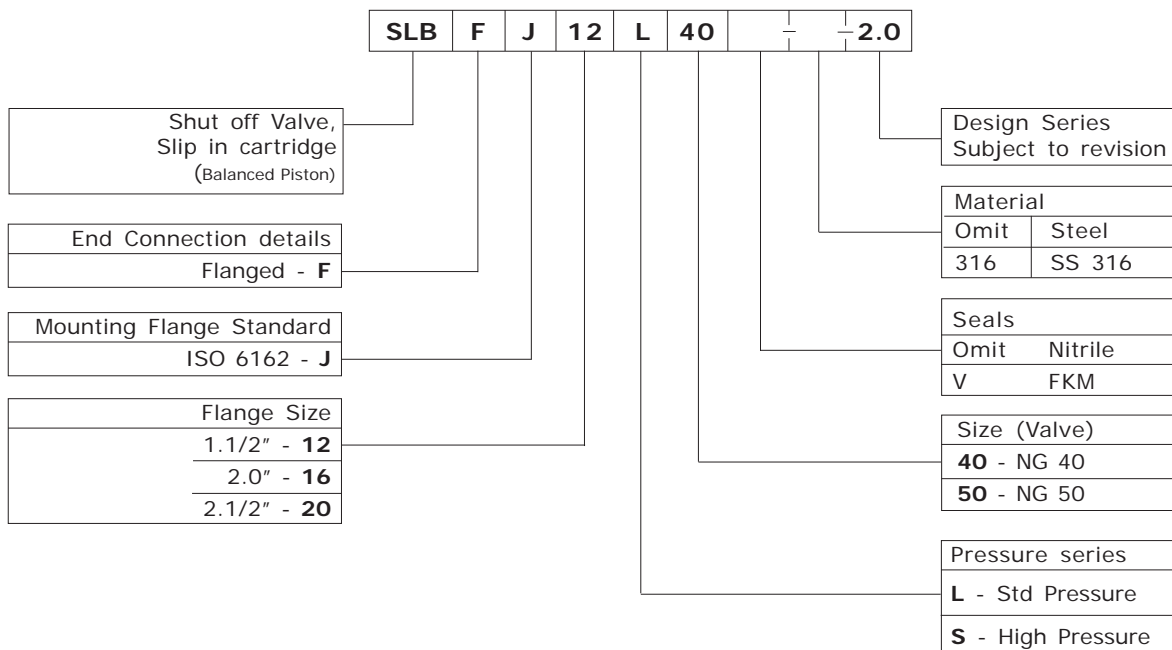 SLB F J 12 L 40 - - 2.0
Shut off Valve,
Slip in cartridge
(Balanced Piston)
End Connection details
Flanged - F
Mounting Flange Standard
ISO 6162 - J
Flange Size
1.1/2" - 12
2.0" - 16
2.1/2" - 20
Design Series
Subject to revision
Material
Omit Steel
316 SS 316
Seals
Omit Nitrile
V FKM
Size (Valve)
40 - NG 40
50 - NG 50
Pressure series
L - Std Pressure
S - High Pressure